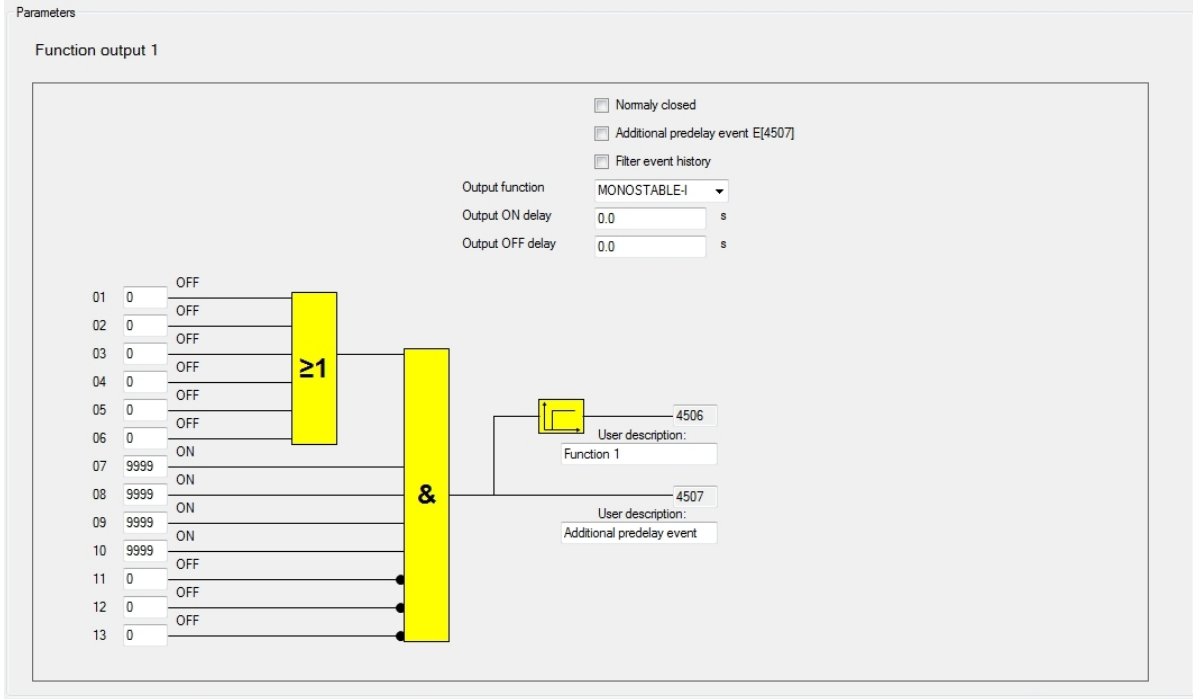 Parameters
Function output 1
Normaly closed
Additional predelay event E[4507]
Filter event history
Output function MONOSTABLE-I
Output ON delay 0.0 s
Output OFF delay 0.0 s
OFF
01 0
OFF
02 0
OFF
03 0
OFF
04 0
OFF
05 0
OFF
06 0
≥1
ON
07 9999
ON
08 9999
ON
09 9999
ON
10 9999
OFF
11 0
OFF
12 0
OFF
13 0
&
4506
User description:
Function 1
4507
User description:
Additional predelay event